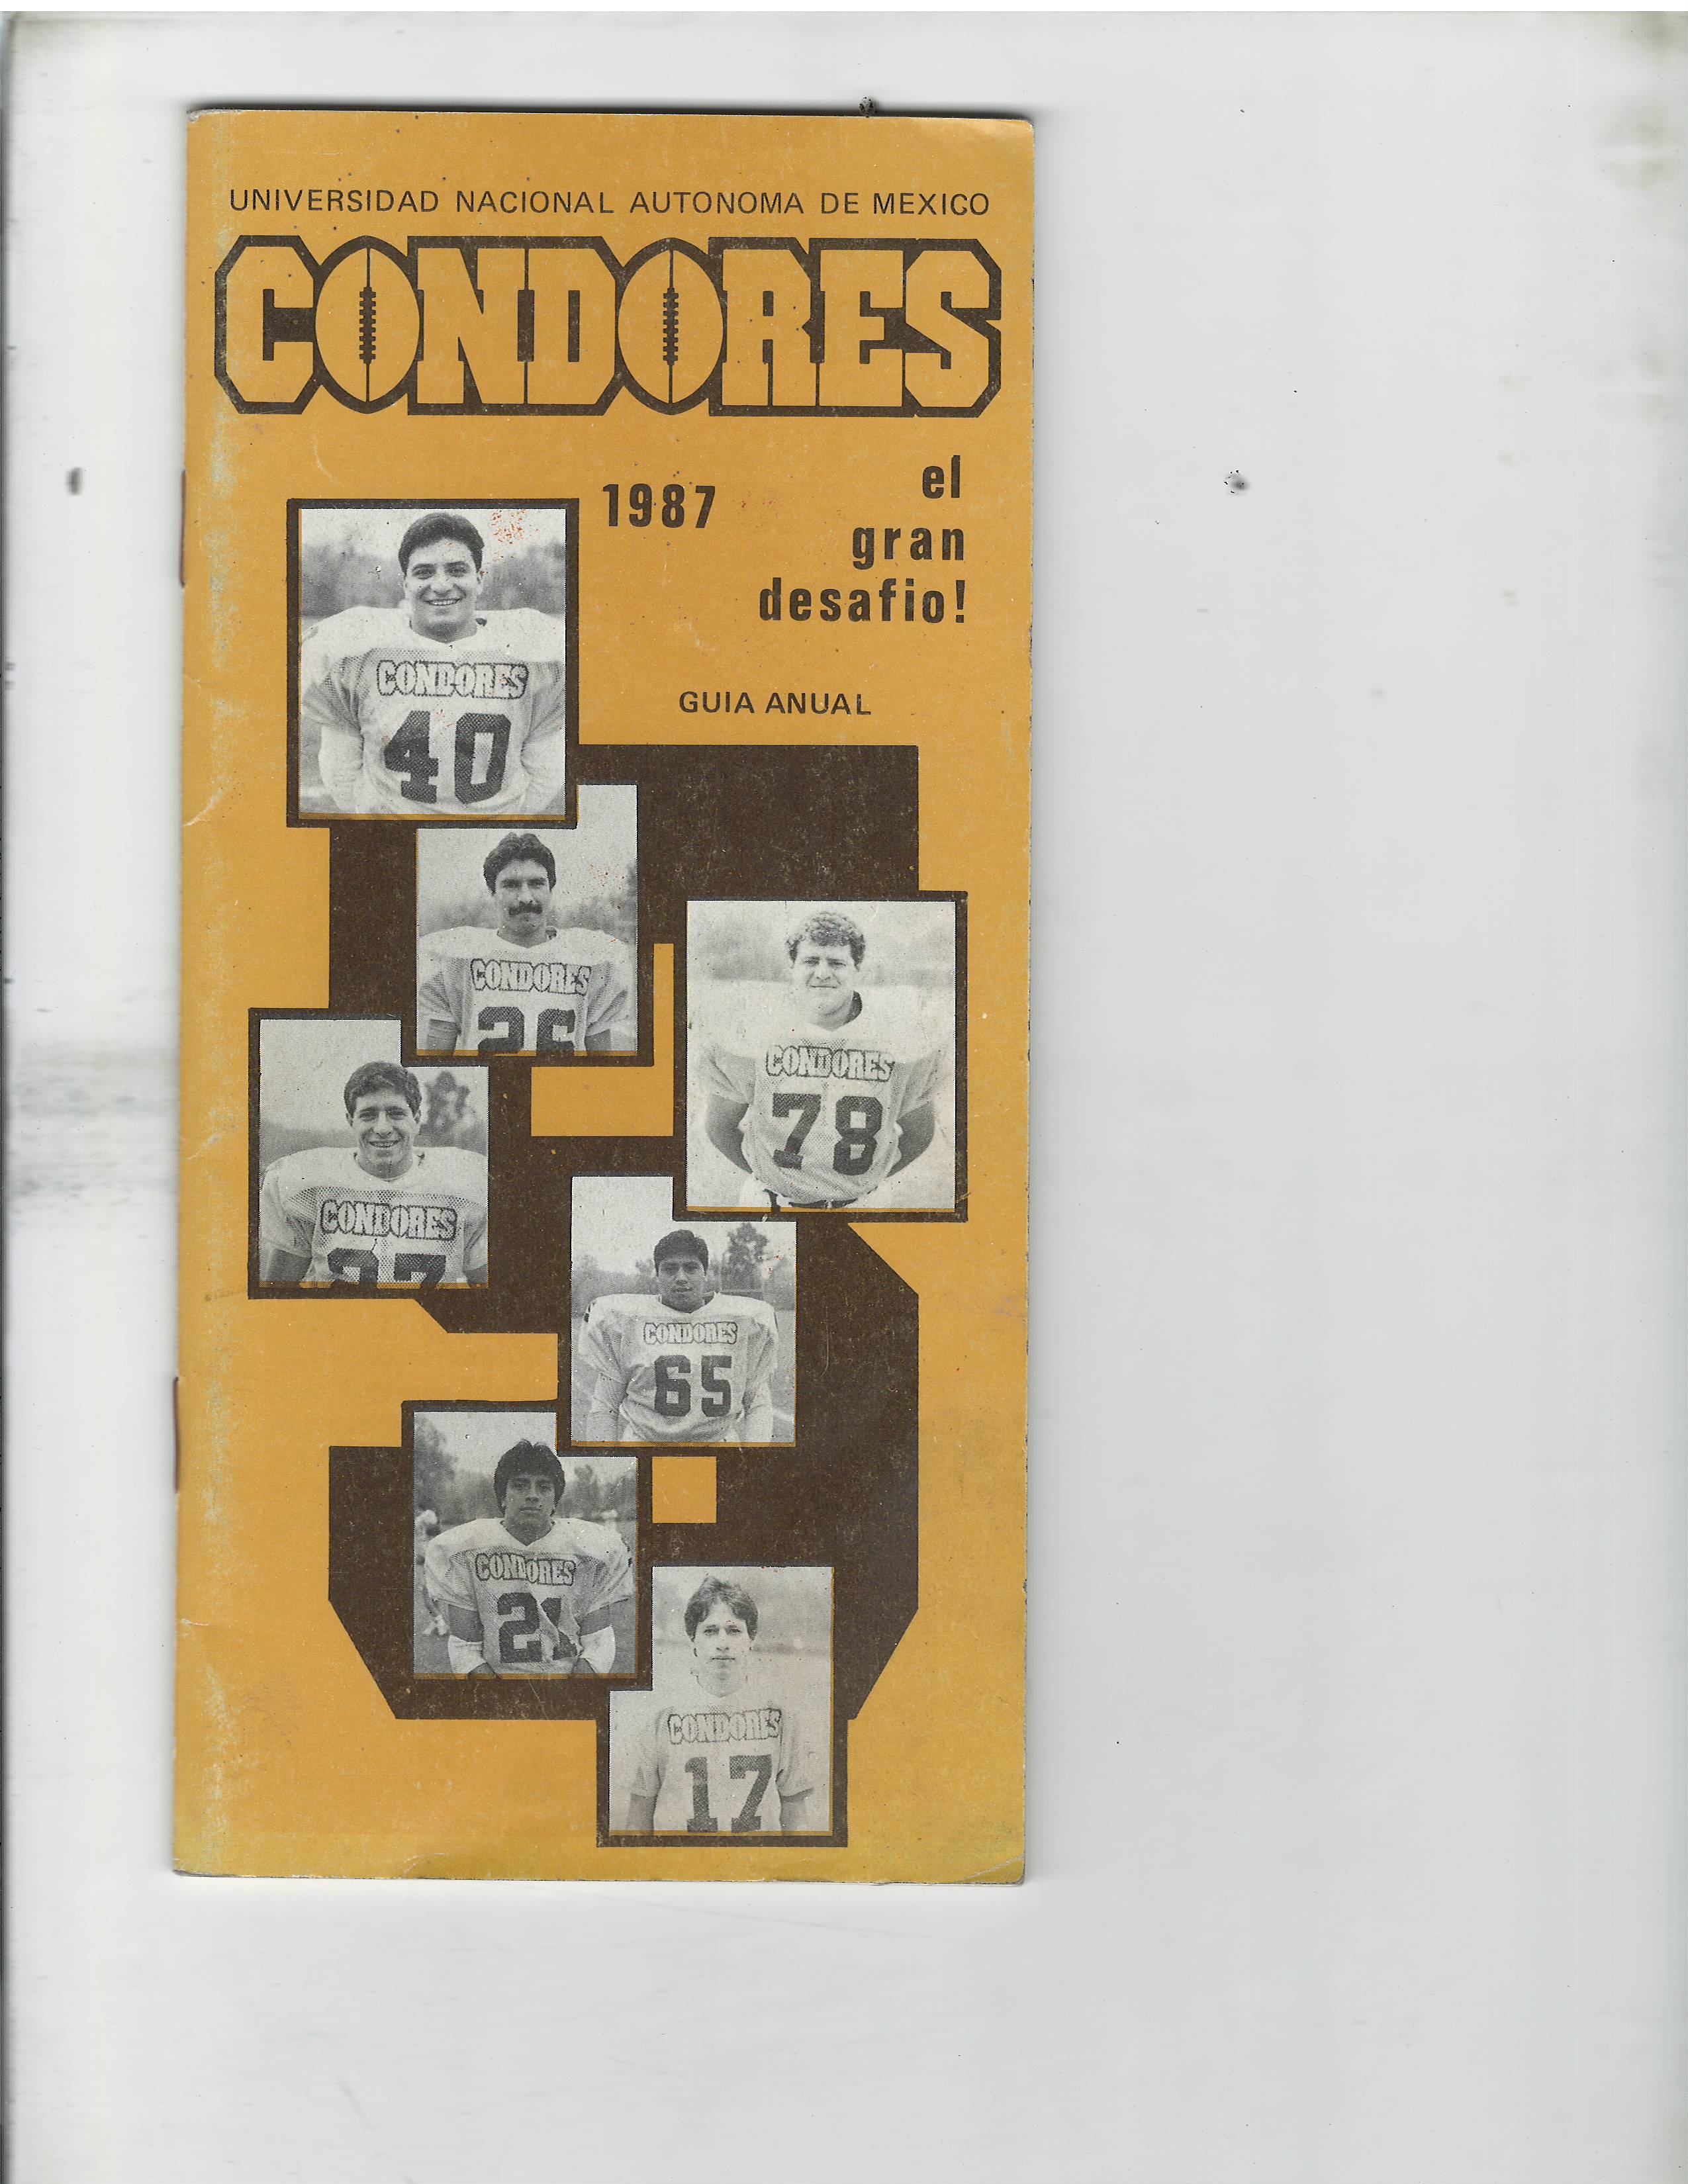 UNIVERSIDAD NACIONAL AUTONOMA DE MEXICO
CONDORES
1987
el
gran
desafio!
GUIA ANUAL
CONDORES
40
CONDORES
26
CONDORES
78
CONDORES
CONDORES
65
CONDORES
21
CONDORES
17